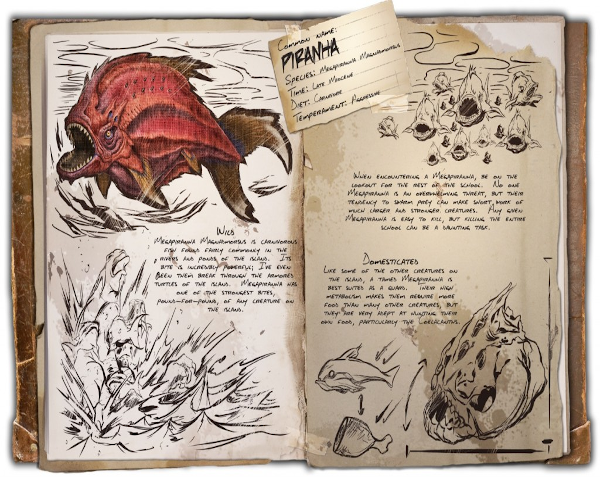 Common name:
Piranha
Species: Megapiranha Magnamorsus
Time: Late Miocene
Diet: Carnivore
Temperament: Aggressive
Wild
Megapiranha Magnamorsus is carnivorous
fish found fairly commonly in the
rivers and ponds of the island. Its
bite is incredibly powerful; I've even
seen them break through the armored
turtles of the island. Megapiranha has
one of the strongest bites,
pound-for-pound, of any creature on
the island.
When encountering a Megapiranha, be on the
lookout for the rest of the school. No one
Megapiranha is an overwhelming threat, but their
tendency to swarm prey can make short work of
much larger and stronger creatures. Any given
Megapiranha is easy to kill, but killing the entire
school can be a daunting task.
Domesticated
Like some of the other creatures on
the island, a tamed Megapiranha is
best suited as a guard. Their high
metabolism makes them require more
food than many other creatures, but
they are very adept at hunting their
own food, particularly the Coelacanths.